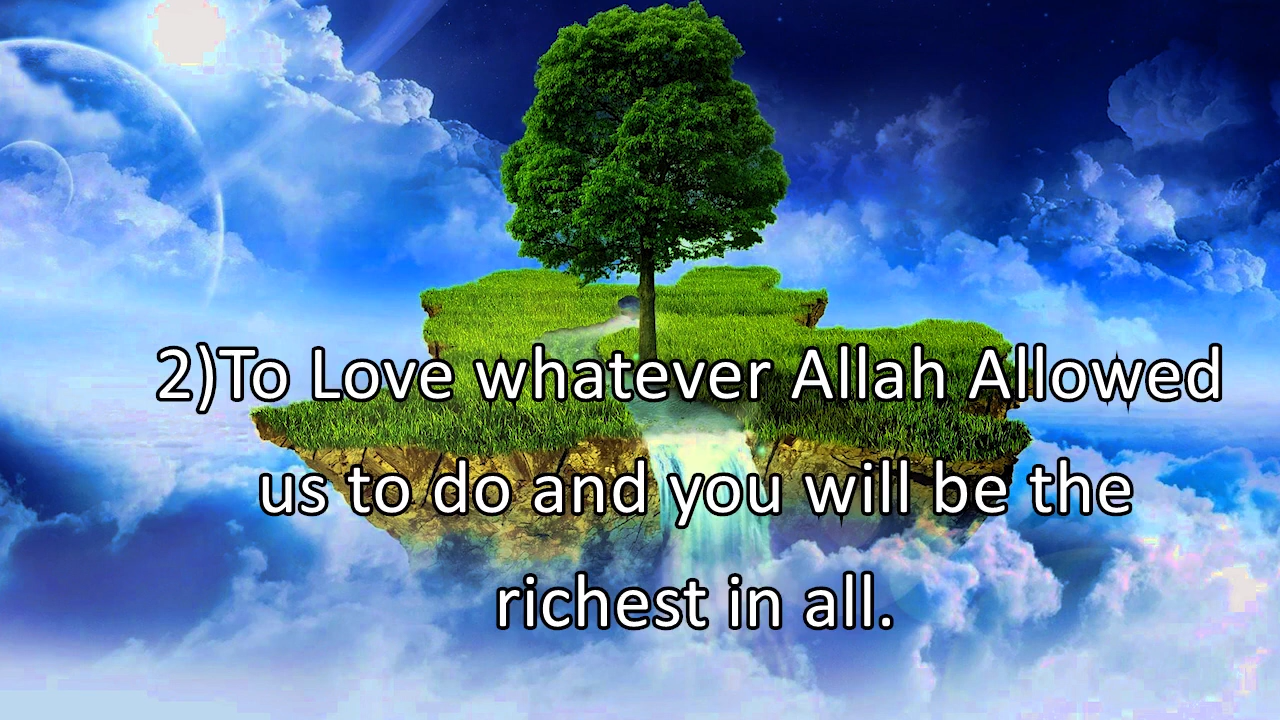 2)To Love whatever Allah Allowed
us to do and you will be the
richest in all.